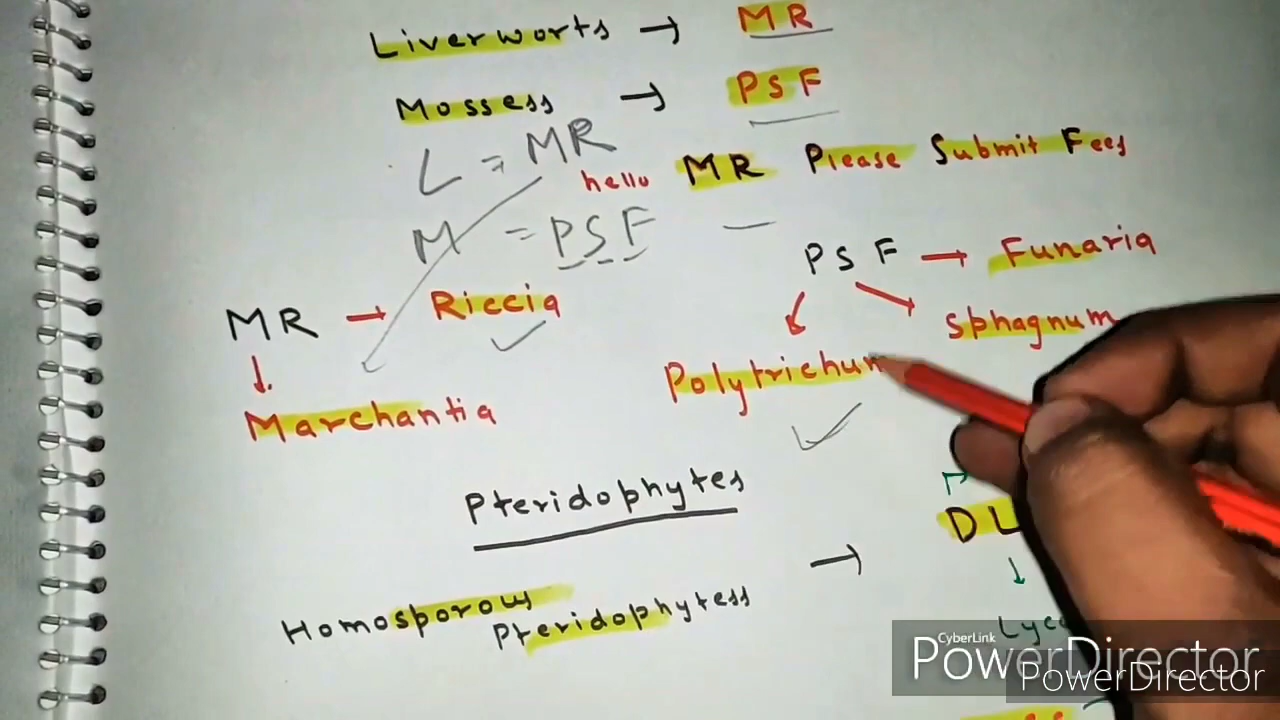 Liverworts → MR
Mossess → PSF
L = MR
hello MR Please Submit Fees
M = PSF —
PSF → Funaria
MR → Riccia
Sphagnum
Polytrichum
Marchantia
Pteridophytes
DL
Homosporous →
Pteridophytess
CyberLink
PowerDirector
PowerDirector